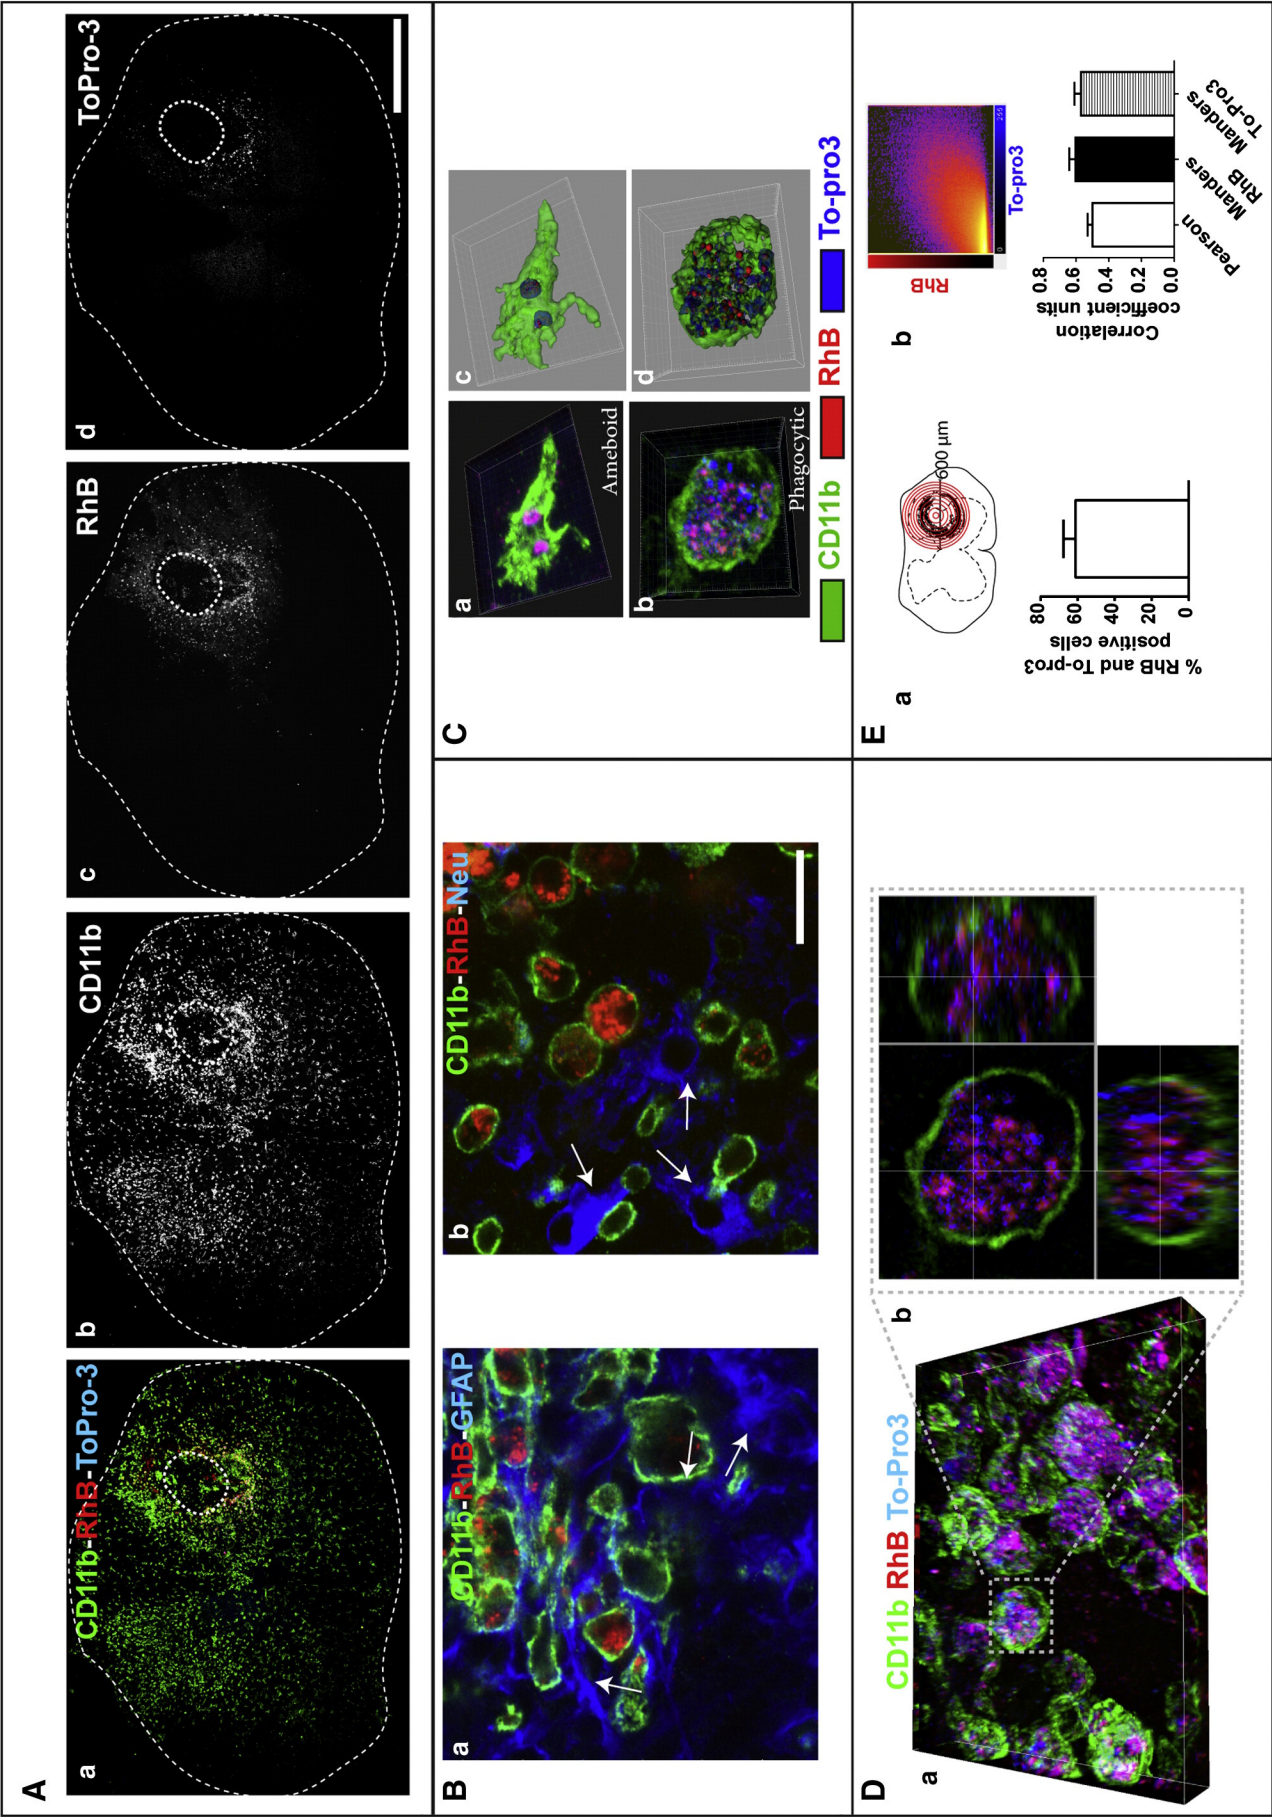 A
a
CD11b-RhB-ToPro-3
b
CD11b
c
RhB
d
ToPro-3
B
a
CD11b-RhB-GFAP
b
CD11b-RhB-Neu
C
a
Ameboid
b
Phagocytic
c
d
CD11b
RhB
To-pro3
D
a
CD11b RhB To-Pro3
b
E
a
600 µm
% RhB and To-pro3
positive cells
80
60
40
20
0
b
RhB
0
255
To-pro3
Correlation
coefficient units
0.8
0.6
0.4
0.2
0.0
Pearson
Manders
RhB
Manders
To-Pro3